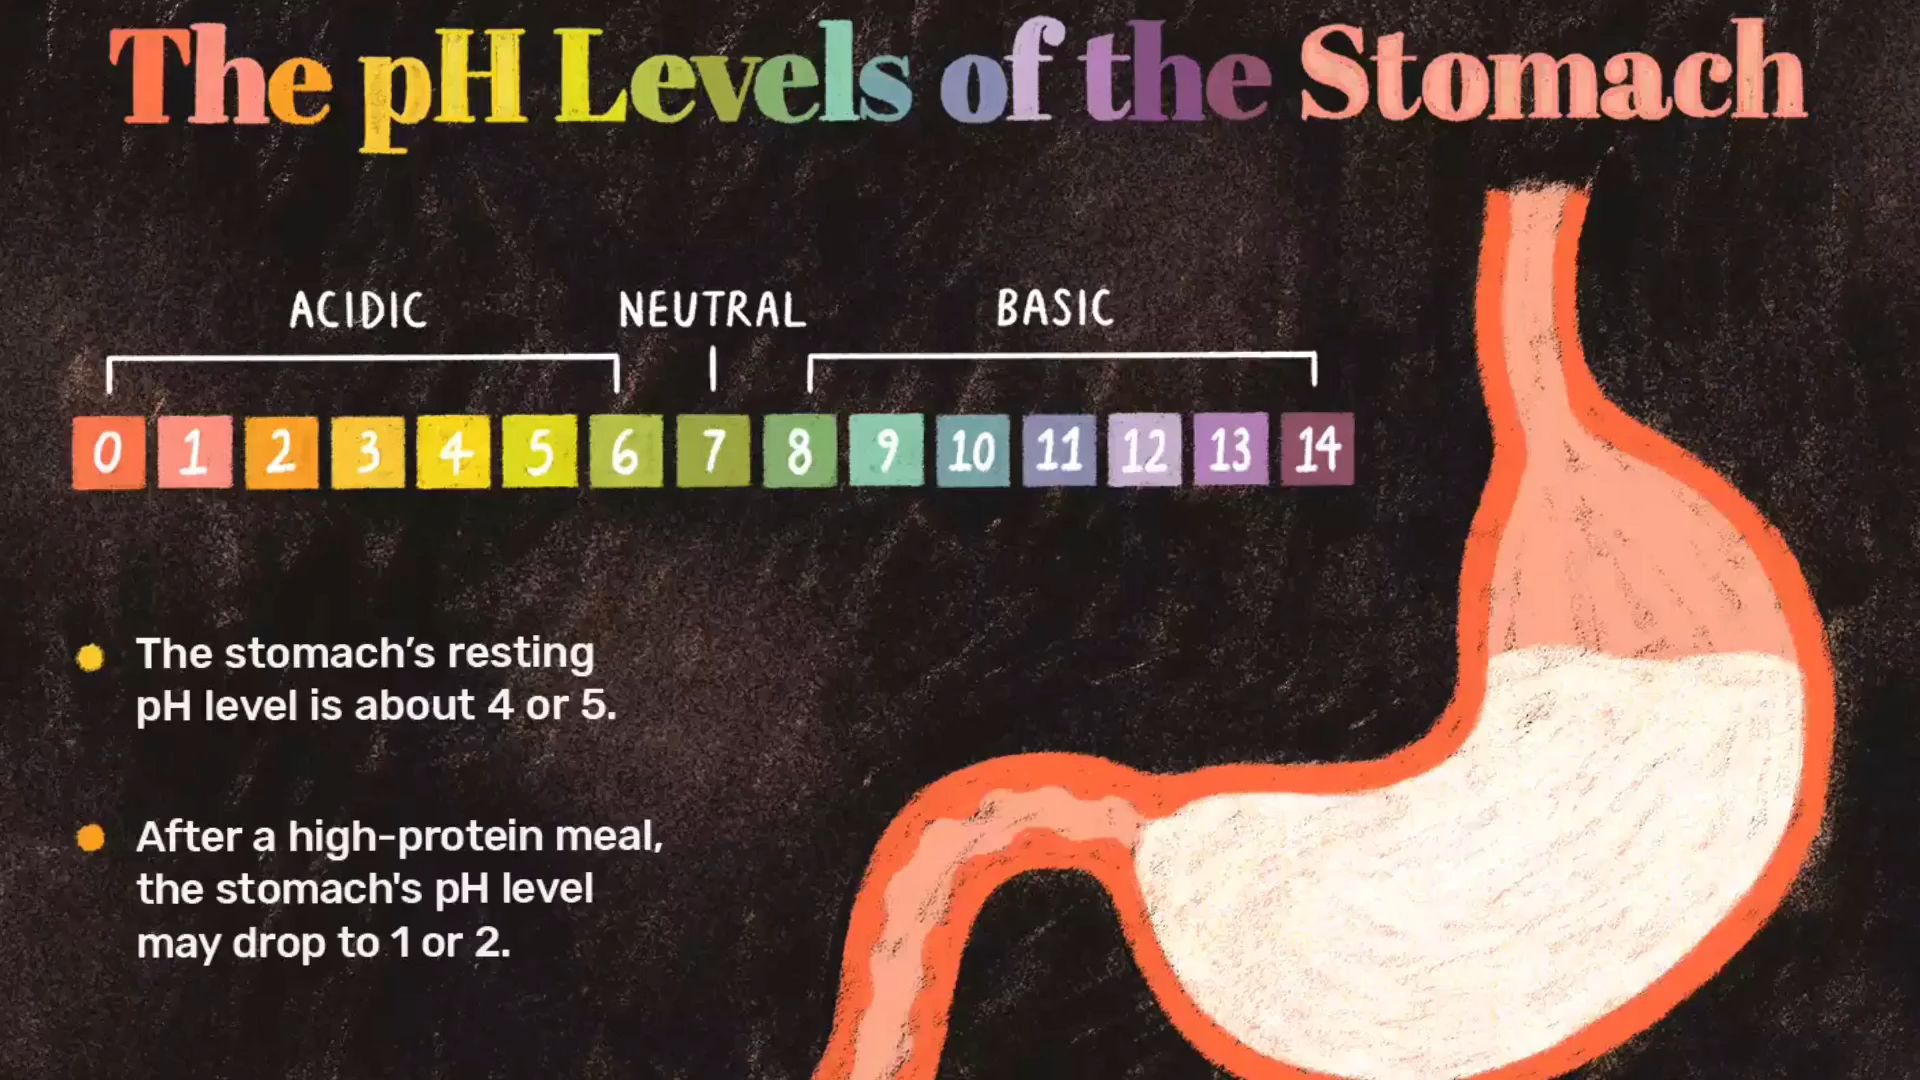 The pH Levels of the Stomach
ACIDIC NEUTRAL BASIC
0 1 2 3 4 5 6 7 8 9 10 11 12 13 14
The stomach’s resting
pH level is about 4 or 5.
After a high-protein meal,
the stomach's pH level
may drop to 1 or 2.